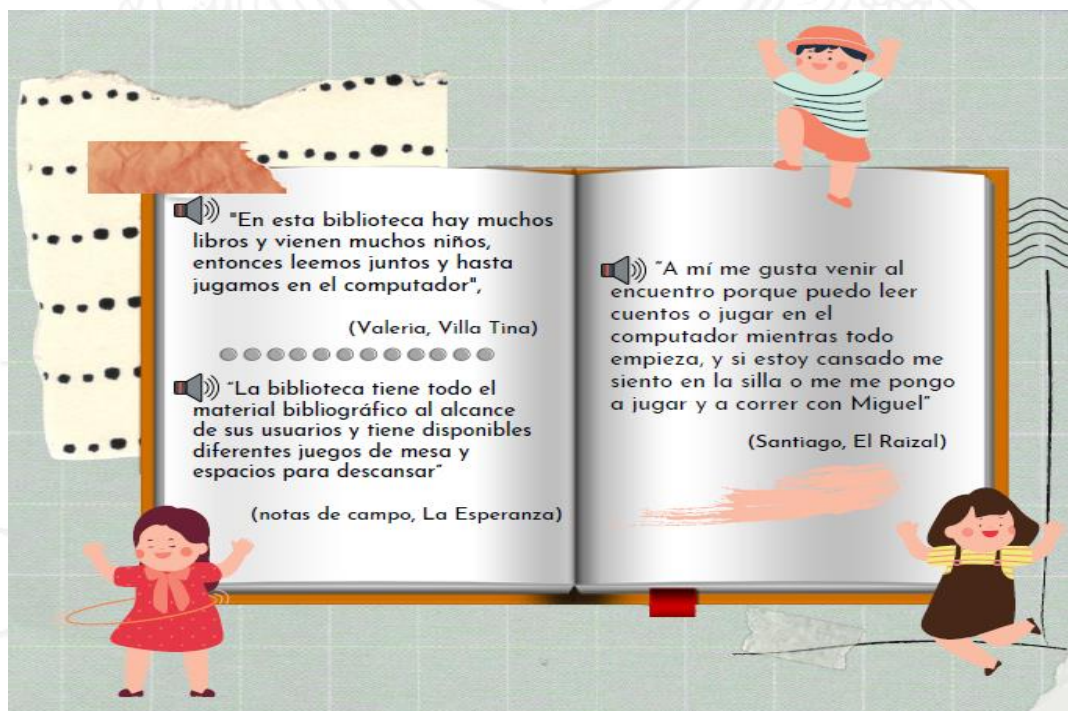 "En esta biblioteca hay muchos
libros y vienen muchos niños,
entonces leemos juntos y hasta
jugamos en el computador",
(Valeria, Villa Tina)
“La biblioteca tiene todo el
material bibliográfico al alcance
de sus usuarios y tiene disponibles
diferentes juegos de mesa y
espacios para descansar”
(notas de campo, La Esperanza)
“A mí me gusta venir al
encuentro porque puedo leer
cuentos o jugar en el
computador mientras todo
empieza, y si estoy cansado me
siento en la silla o me me pongo
a jugar y a correr con Miguel”
(Santiago, El Raizal)